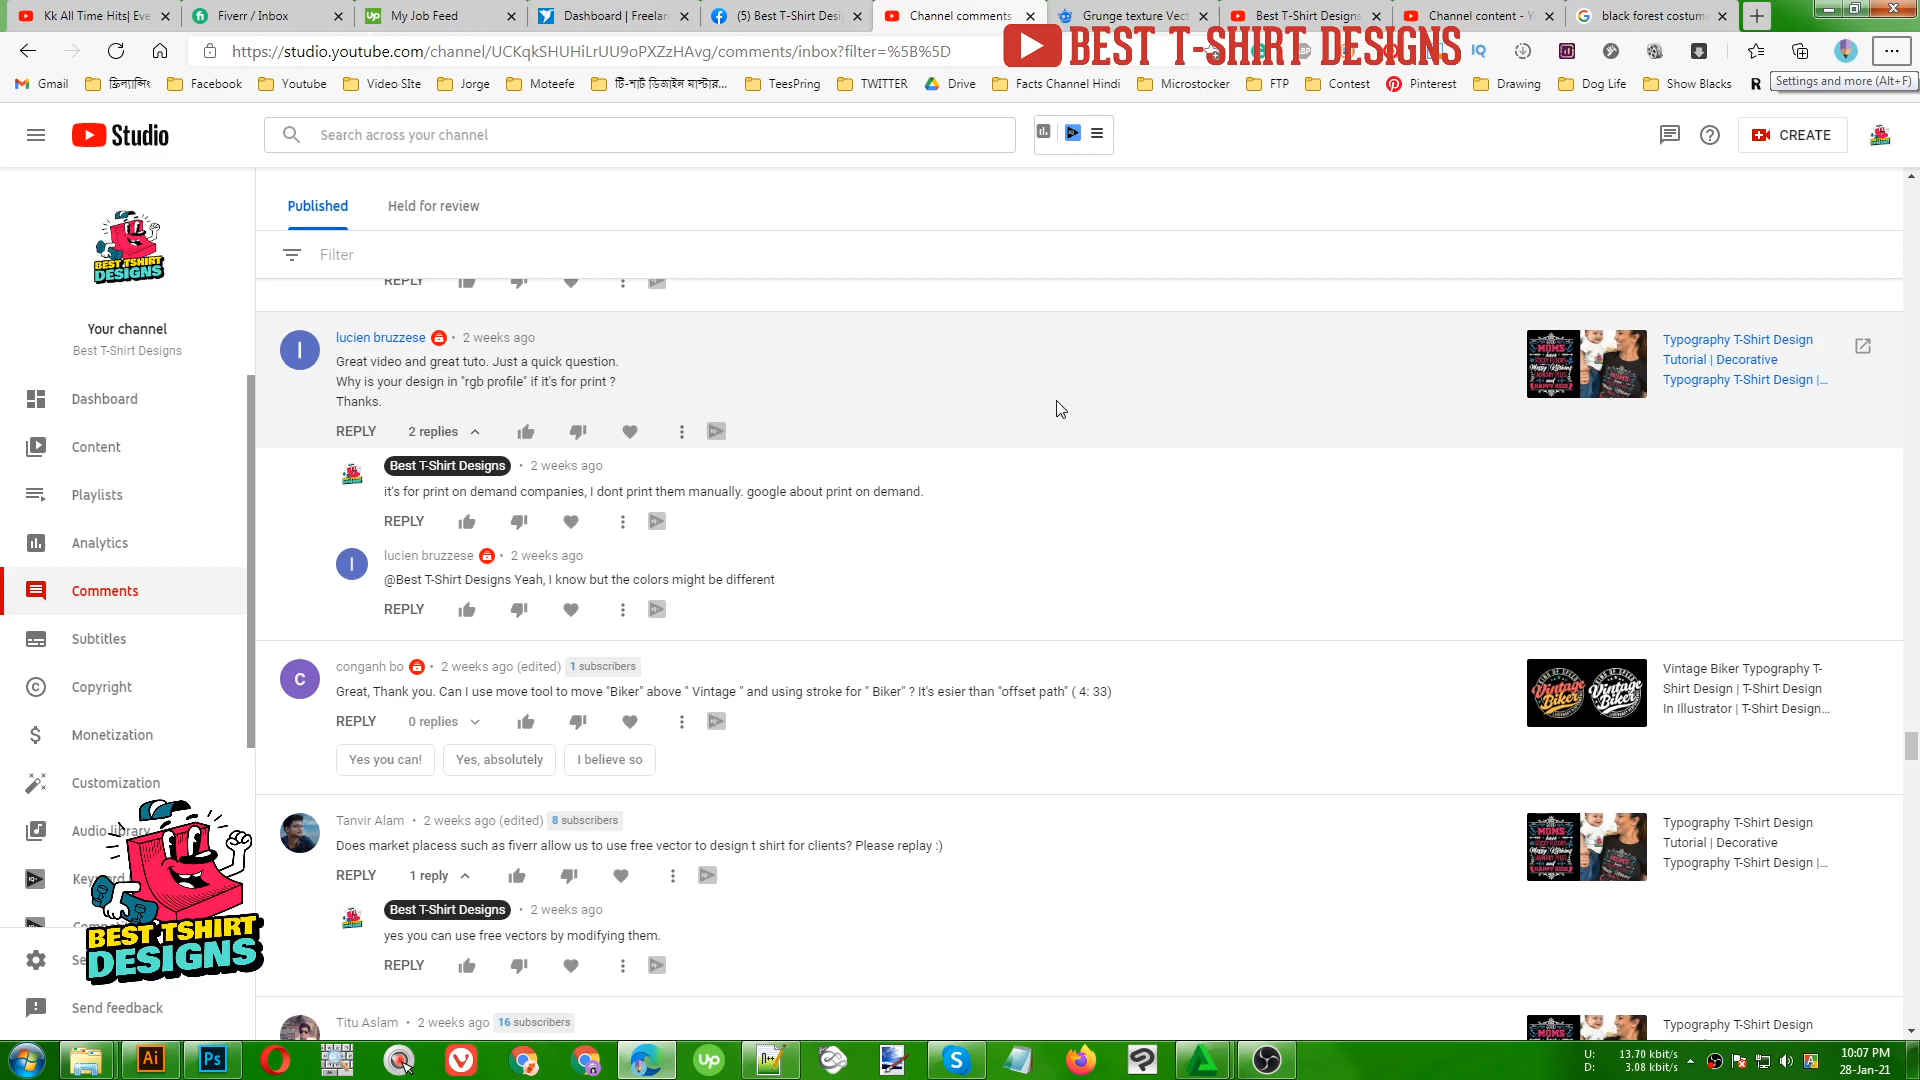 Kk All Time Hits| Eve
Fiverr / Inbox
My Job Feed
Dashboard | Freelan
(5) Best T-Shirt Desi
Channel comments
Grunge texture Vect
Best T-Shirt Designs
Channel content - Y
black forest costum
https://studio.youtube.com/channel/UCKqkSHUHiLrUU9oPXZzHAvg/comments/inbox?filter=%5B%5D
BEST T-SHIRT DESIGNS
Gmail
ফ্রিল্যান্সিং
Facebook
Youtube
Video SIte
Jorge
Moteefe
টি-শার্ট ডিজাইন মাস্টার...
TeesPring
TWITTER
Drive
Facts Channel Hindi
Microstocker
FTP
Contest
Pinterest
Drawing
Dog Life
Show Blacks
R
Settings and more (Alt+F)
Studio
Search across your channel
CREATE
Published
Held for review
Filter
BEST TSHIRT
DESIGNS
Your channel
Best T-Shirt Designs
Dashboard
Content
Playlists
Analytics
Comments
Subtitles
Copyright
Monetization
Customization
Audio library
Send feedback
BEST TSHIRT
DESIGNS
REPLY
lucien bruzzese • 2 weeks ago
Great video and great tuto. Just a quick question.
Why is your design in "rgb profile" if it's for print ?
Thanks.
REPLY 2 replies
Typography T-Shirt Design
Tutorial | Decorative
Typography T-Shirt Design |...
Best T-Shirt Designs • 2 weeks ago
it's for print on demand companies, I dont print them manually. google about print on demand.
REPLY
lucien bruzzese • 2 weeks ago
@Best T-Shirt Designs Yeah, I know but the colors might be different
REPLY
conganh bo • 2 weeks ago (edited) 1 subscribers
Great, Thank you. Can I use move tool to move "Biker" above " Vintage " and using stroke for " Biker" ? It's esier than "offset path" ( 4: 33)
REPLY 0 replies
Yes you can!
Yes, absolutely
I believe so
Vintage Biker Typography T-
Shirt Design | T-Shirt Design
In Illustrator | T-Shirt Design...
Tanvir Alam • 2 weeks ago (edited) 8 subscribers
Does market placess such as fiverr allow us to use free vector to design t shirt for clients? Please replay :)
REPLY 1 reply
Typography T-Shirt Design
Tutorial | Decorative
Typography T-Shirt Design |...
Best T-Shirt Designs • 2 weeks ago
yes you can use free vectors by modifying them.
REPLY
Titu Aslam • 2 weeks ago 16 subscribers
Typography T-Shirt Design
U: 13.70 kbit/s
D: 3.08 kbit/s
10:07 PM
28-Jan-21